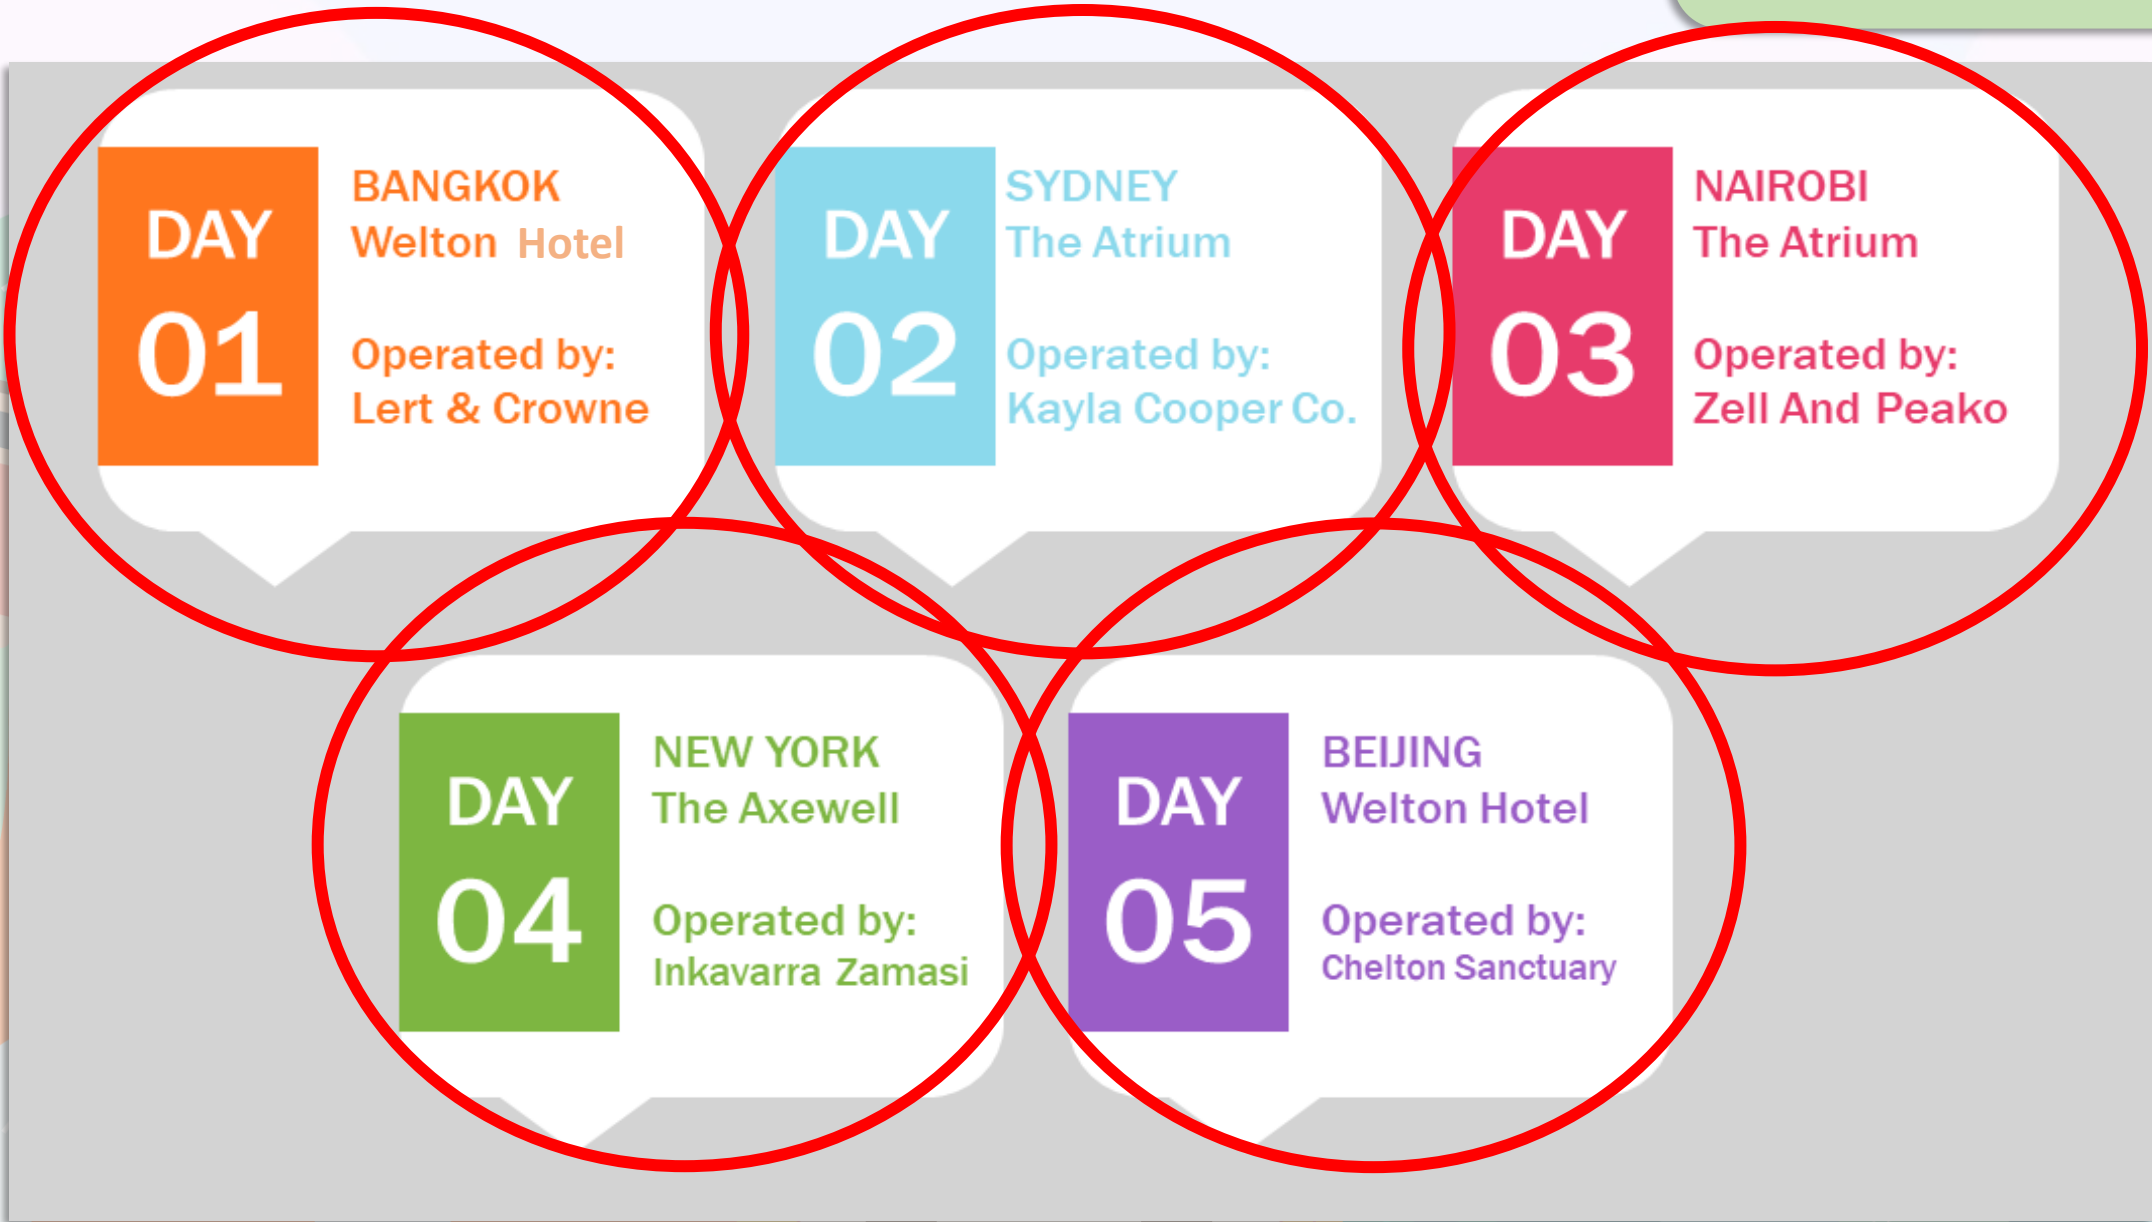 DAY
01
BANGKOK
Welton Hotel
Operated by:
Lert & Crowne
DAY
02
SYDNEY
The Atrium
Operated by:
Kayla Cooper Co.
DAY
03
NAIROBI
The Atrium
Operated by:
Zell And Peako
DAY
04
NEW YORK
The Axewell
Operated by:
Inkavarra Zamasi
DAY
05
BEIJING
Welton Hotel
Operated by:
Chelton Sanctuary